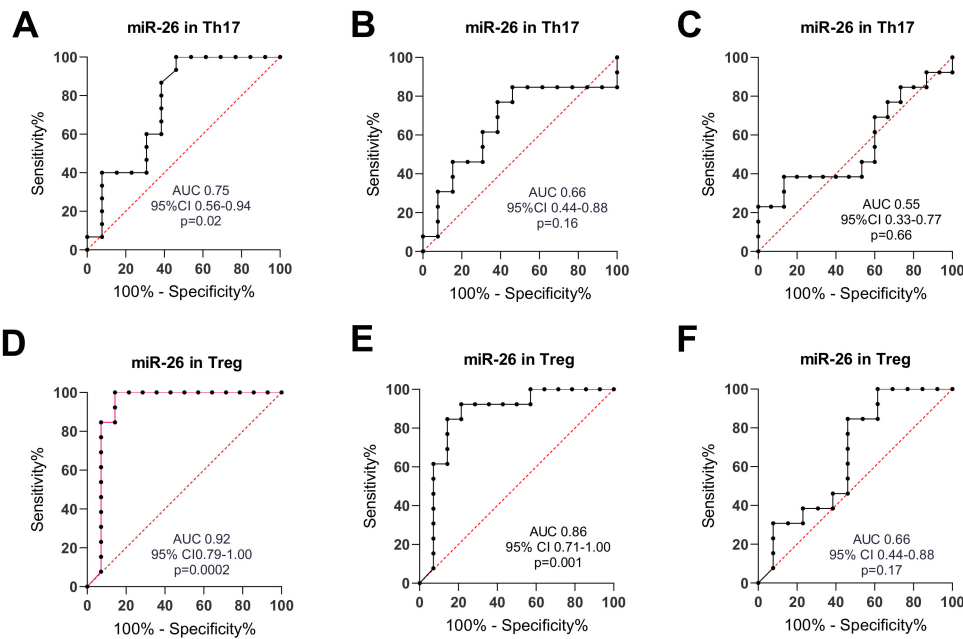 A
miR-26 in Th17
100
80
60
40
20
0
Sensitivity%
AUC 0.75
95%CI 0.56-0.94
p=0.02
0 20 40 60 80 100
100% - Specificity%
B
miR-26 in Th17
100
80
60
40
20
0
Sensitivity%
AUC 0.66
95%CI 0.44-0.88
p=0.16
0 20 40 60 80 100
100% - Specificity%
C
miR-26 in Th17
100
80
60
40
20
0
Sensitivity%
AUC 0.55
95%CI 0.33-0.77
p=0.66
0 20 40 60 80 100
100% - Specificity%
D
miR-26 in Treg
100
80
60
40
20
0
Sensitivity%
AUC 0.92
95% CI0.79-1.00
p=0.0002
0 20 40 60 80 100
100% - Specificity%
E
miR-26 in Treg
100
80
60
40
20
0
Sensitivity%
AUC 0.86
95% CI 0.71-1.00
p=0.001
0 20 40 60 80 100
100% - Specificity%
F
miR-26 in Treg
100
80
60
40
20
0
Sensitivity%
AUC 0.66
95% CI 0.44-0.88
p=0.17
0 20 40 60 80 100
100% - Specificity%